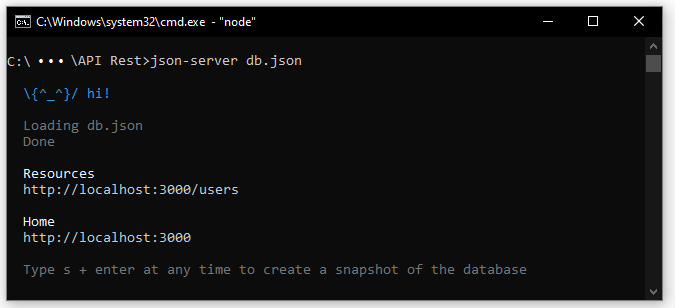 C:\Windows\system32\cmd.exe - "node"
C:\ ••• \API Rest>json-server db.json
\{^_^}/ hi!
Loading db.json
Done
Resources
http://localhost:3000/users
Home
http://localhost:3000
Type s + enter at any time to create a snapshot of the database